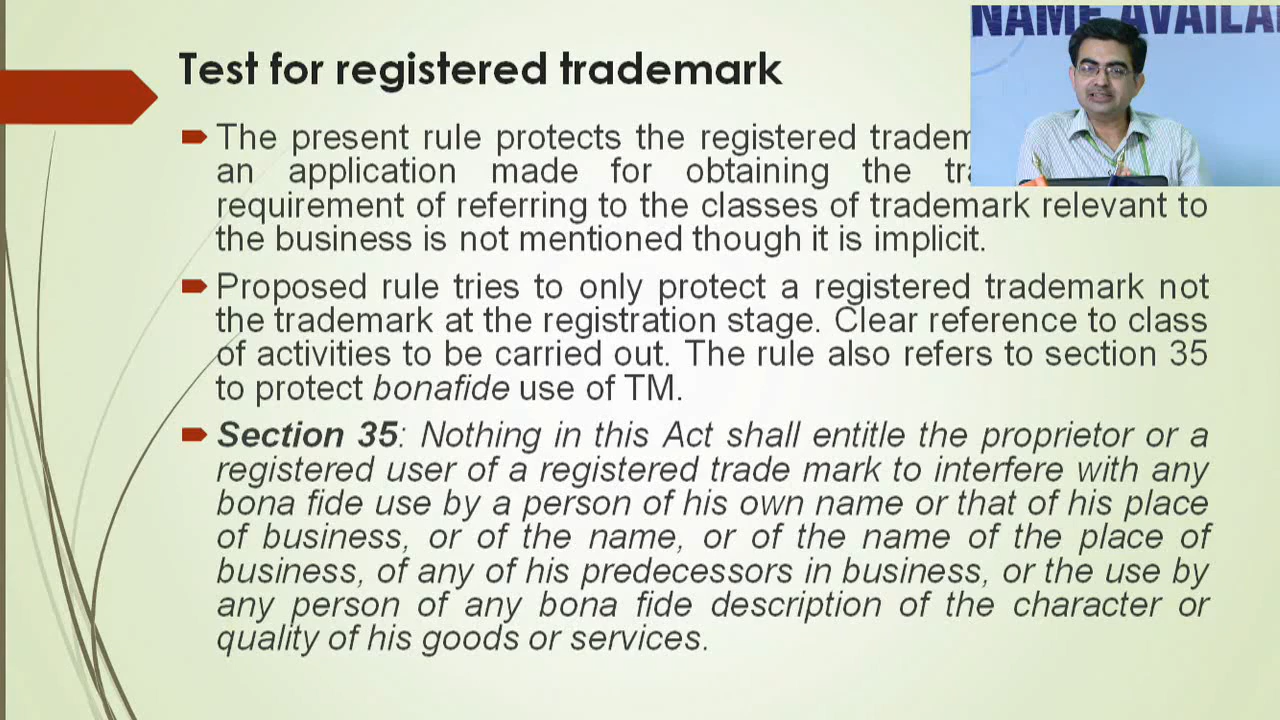 NAME AVAILA
Test for registered trademark
The present rule protects the registered tradem
an application made for obtaining the tra
requirement of referring to the classes of trademark relevant to
the business is not mentioned though it is implicit.
Proposed rule tries to only protect a registered trademark not
the trademark at the registration stage. Clear reference to class
of activities to be carried out. The rule also refers to section 35
to protect bonafide use of TM.
Section 35: Nothing in this Act shall entitle the proprietor or a
registered user of a registered trade mark to interfere with any
bona fide use by a person of his own name or that of his place
of business, or of the name, or of the name of the place of
business, of any of his predecessors in business, or the use by
any person of any bona fide description of the character or
quality of his goods or services.